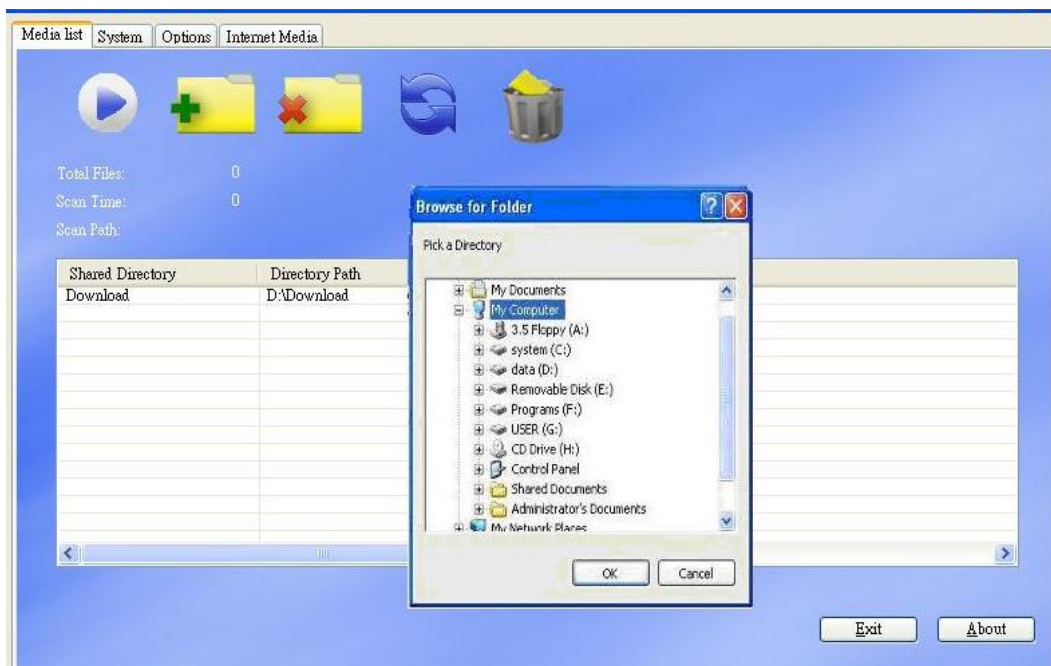 Media list System Options Internet Media
Total Files: 0
Scan Time: 0
Scan Path:
Shared Directory Directory Path
Download D:\Download
Browse for Folder
Pick a Directory
My Documents
My Computer
3.5 Floppy (A:)
system (C:)
data (D:)
Removable Disk (E:)
Programs (F:)
USER (G:)
CD Drive (H:)
Control Panel
Shared Documents
Administrator's Documents
My Network Places
OK Cancel
Exit About